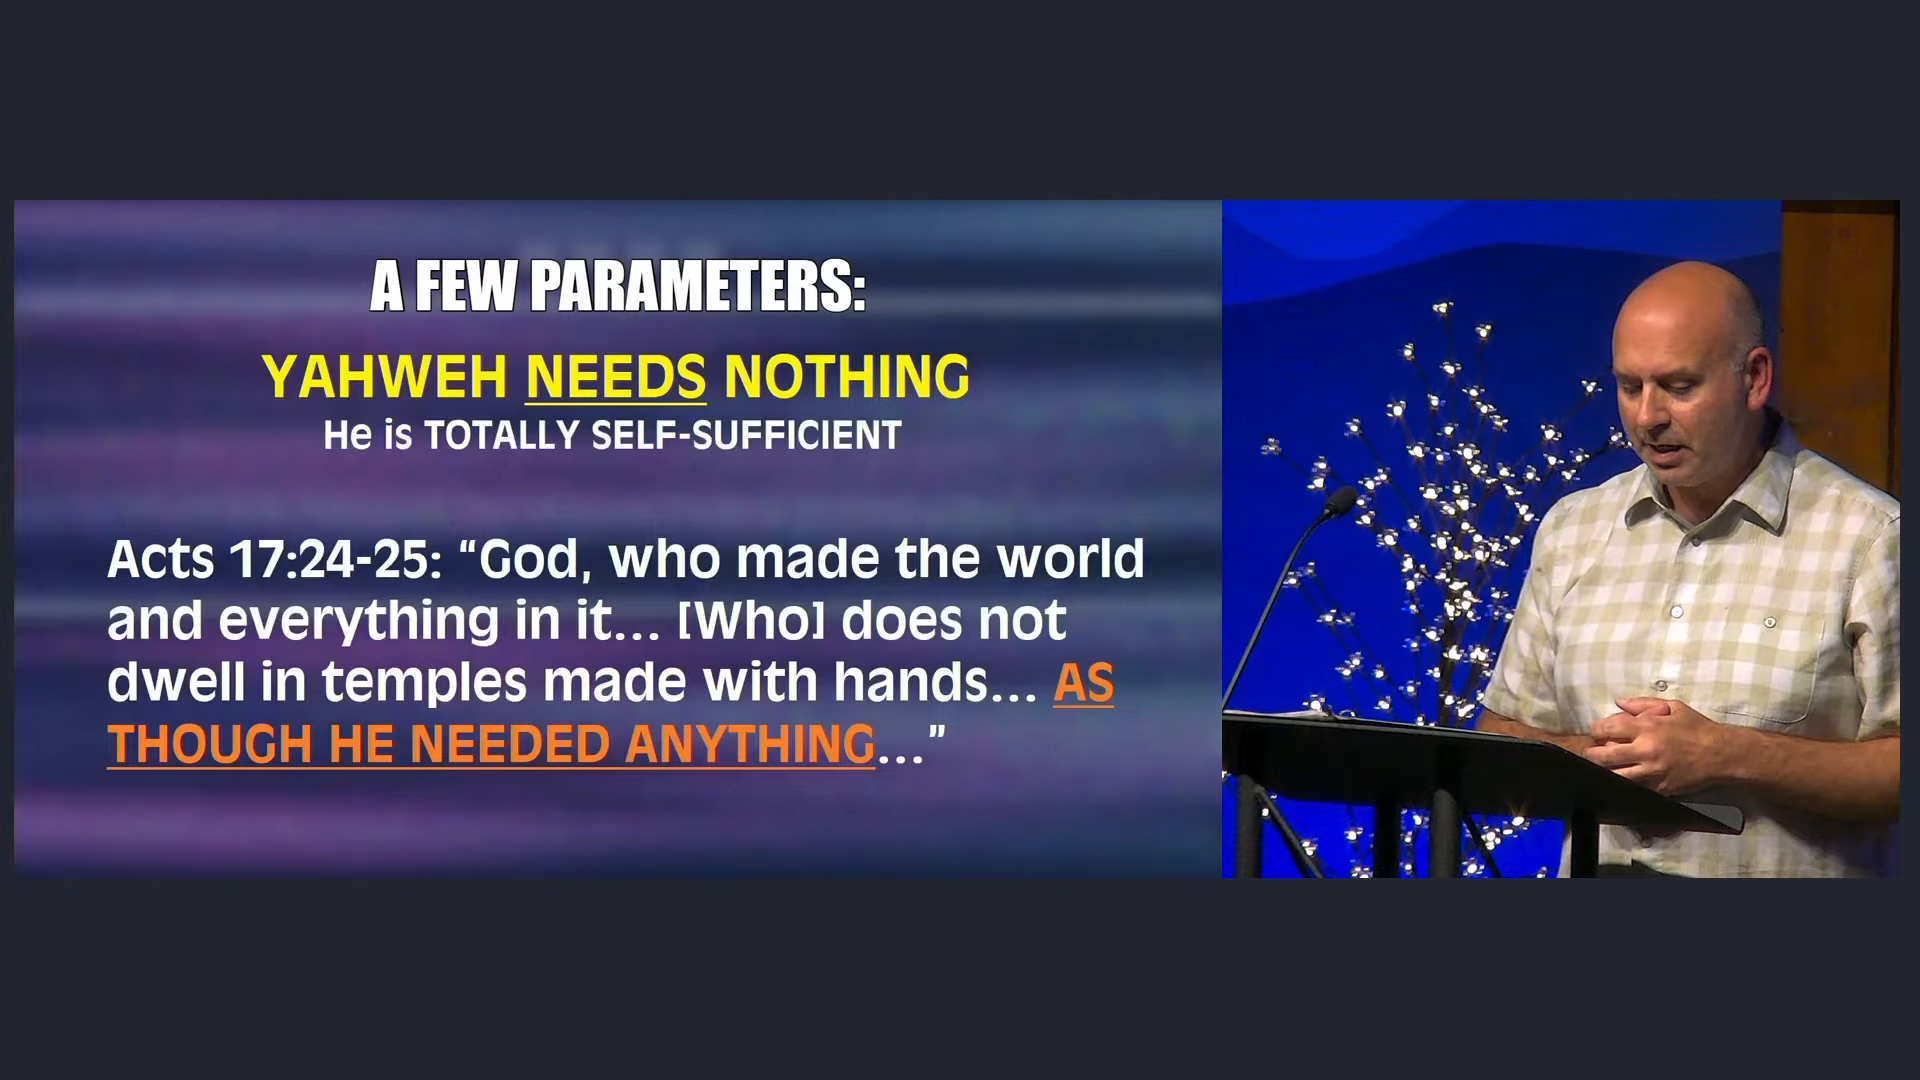 A FEW PARAMETERS:
YAHWEH NEEDS NOTHING
He is TOTALLY SELF-SUFFICIENT
Acts 17:24-25: “God, who made the world
and everything in it... [Who] does not
dwell in temples made with hands... AS
THOUGH HE NEEDED ANYTHING...”